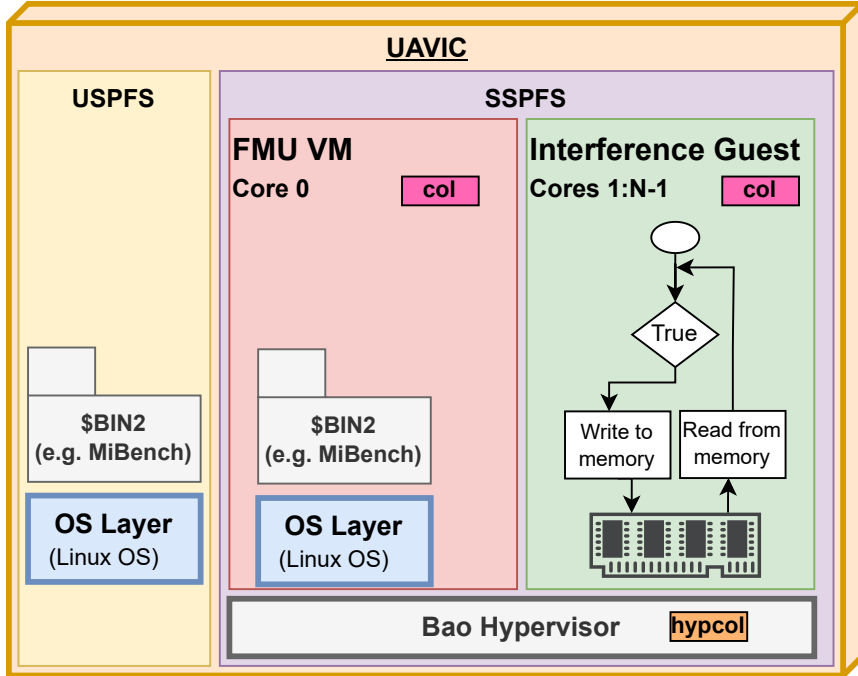 UAVIC
USPFS
SSPFS
FMU VM
Core 0
col
Interference Guest
Cores 1:N-1
col
True
Write to
memory
Read from
memory
$BIN2
(e.g. MiBench)
$BIN2
(e.g. MiBench)
OS Layer
(Linux OS)
OS Layer
(Linux OS)
Bao Hypervisor
hypcol